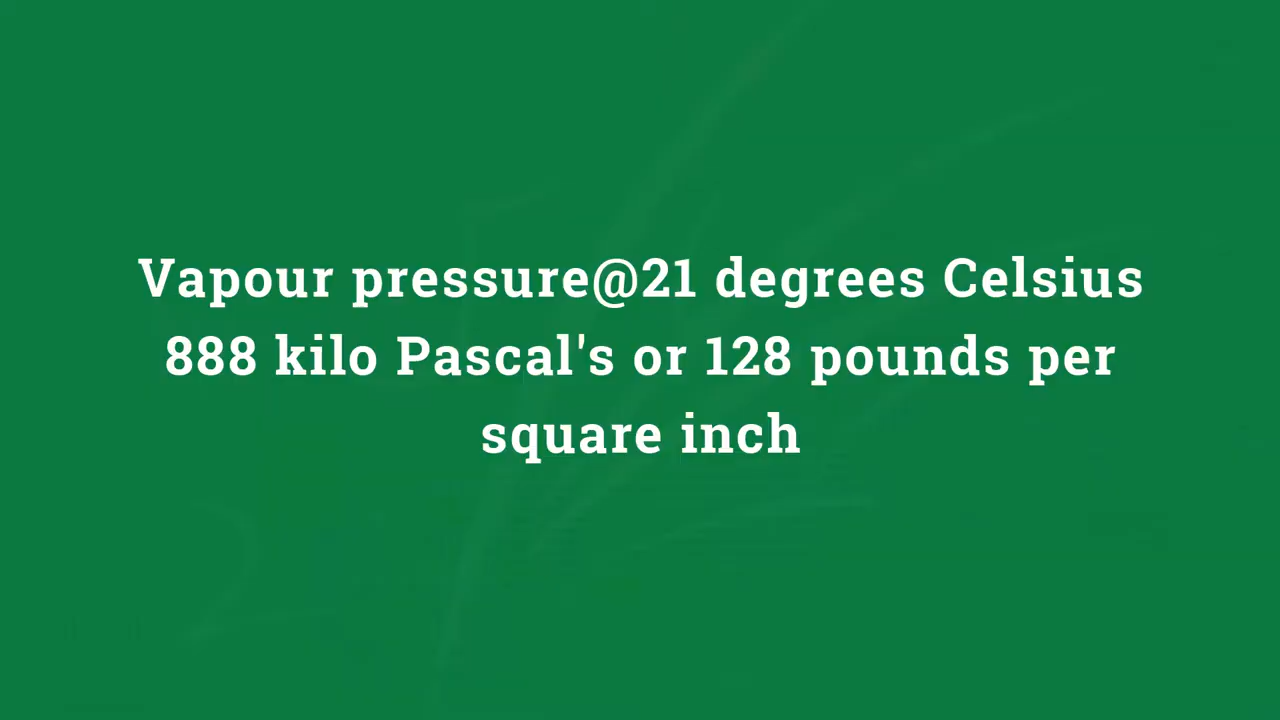 Vapour pressure@21 degrees Celsius
888 kilo Pascal's or 128 pounds per
square inch